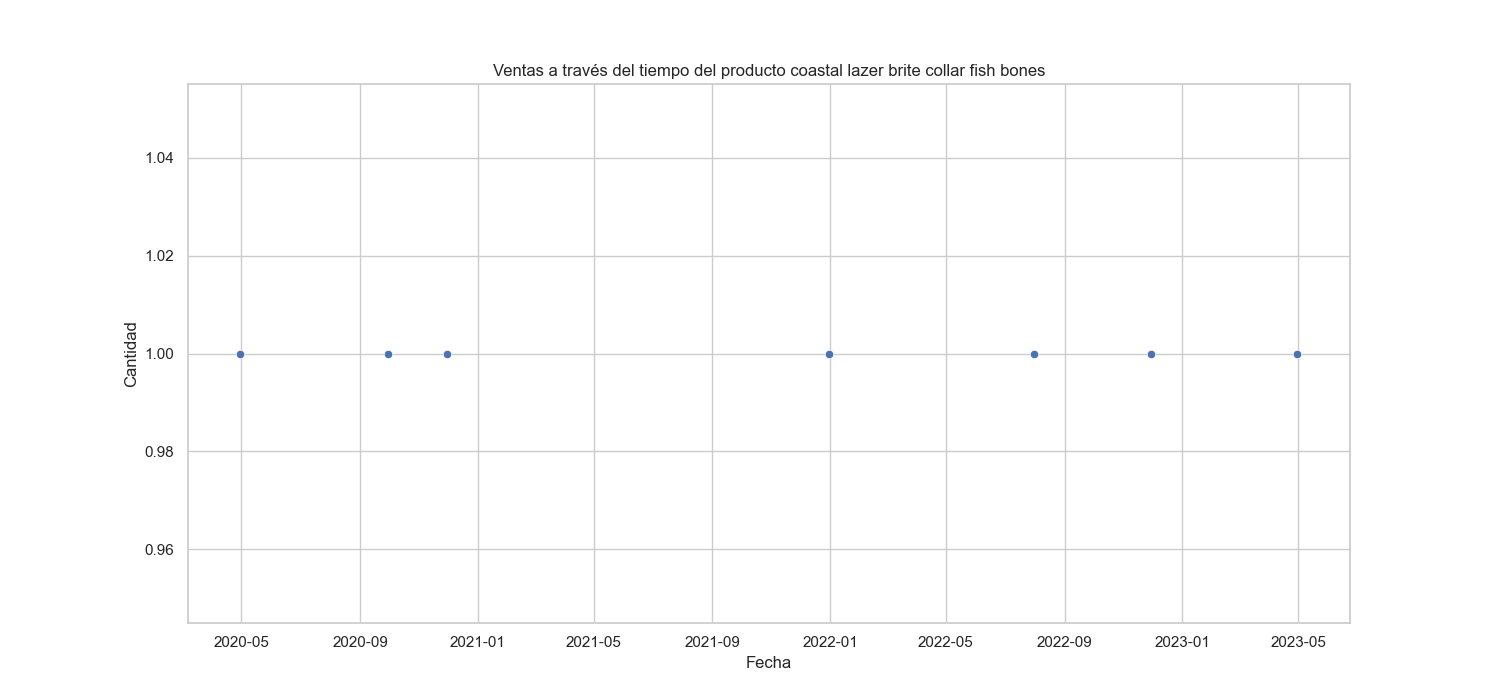 Ventas a través del tiempo del producto coastal lazer brite collar fish bones
1.04
1.02
1.00
0.98
0.96
Cantidad
2020-05 2020-09 2021-01 2021-05 2021-09 2022-01 2022-05 2022-09 2023-01 2023-05
Fecha